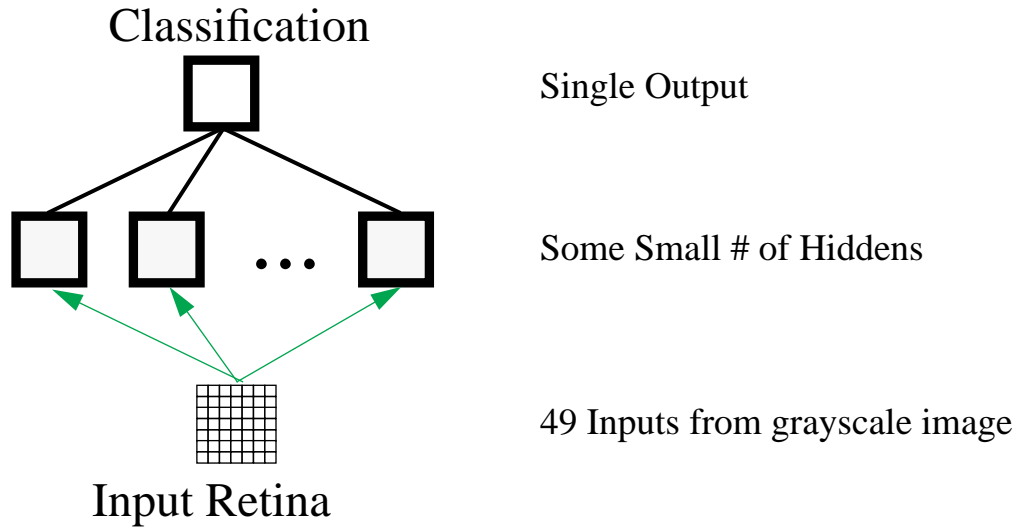 Classification
Single Output
Some Small # of Hiddens
49 Inputs from grayscale image
Input Retina